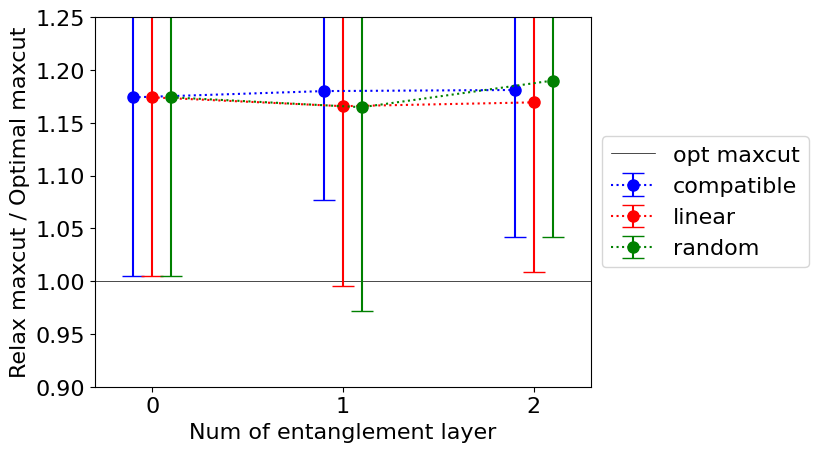 Relax maxcut / Optimal maxcut
1.25
1.20
1.15
1.10
1.05
1.00
0.95
0.90
0
1
2
Num of entanglement layer
opt maxcut
compatible
linear
random